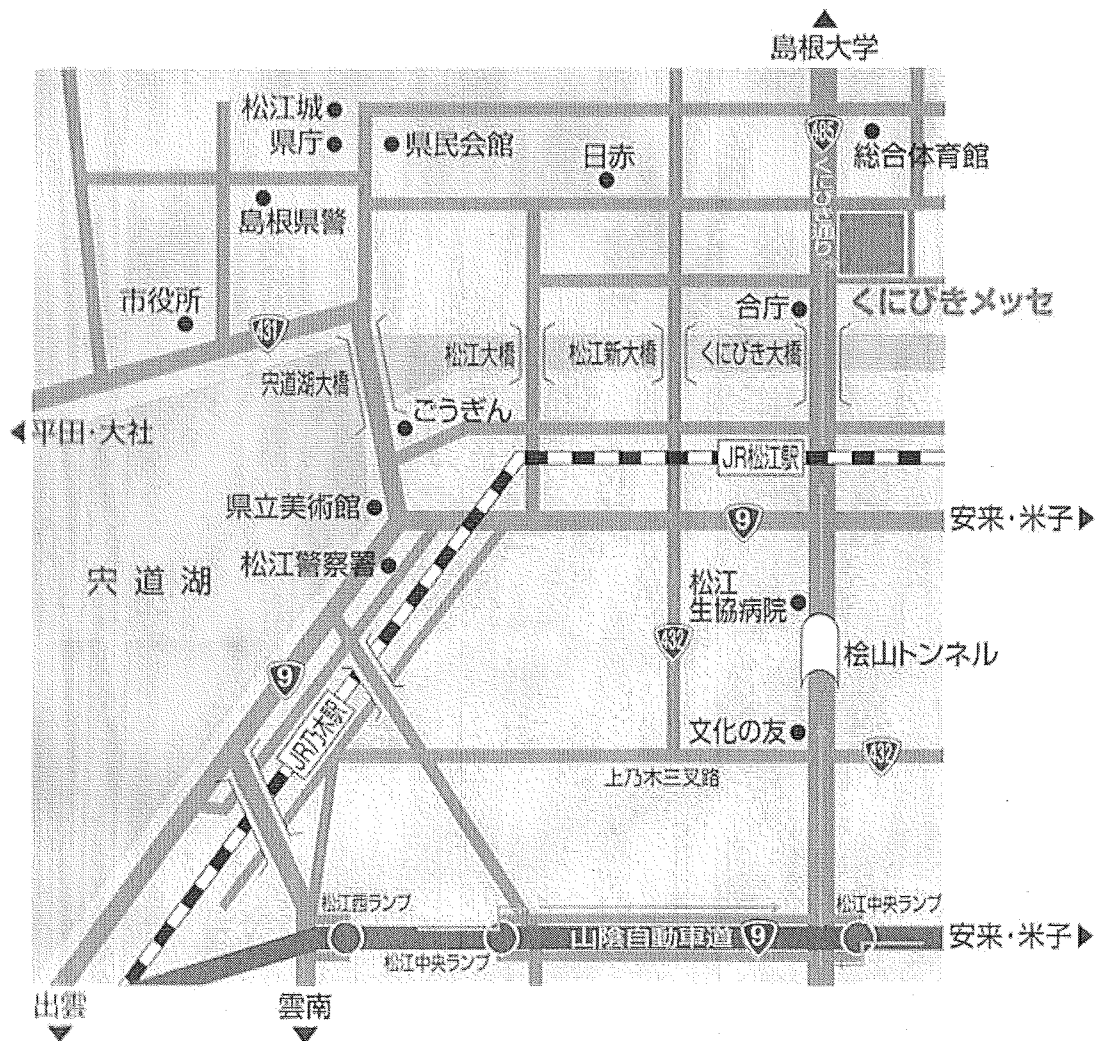 島根大学
松江城
県庁
県民会館
日赤
485
総合体育館
くにびき通り
島根県警
市役所
合庁
くにびきメッセ
431
松江大橋
松江新大橋
くにびき大橋
宍道湖大橋
ごうぎん
平田・大社
JR松江駅
県立美術館
9
安来・米子
松江警察署
宍道湖
松江
生協病院
432
桧山トンネル
9
JR乃木駅
文化の友
432
上乃木三叉路
松江西ランプ
松江中央ランプ
山陰自動車道
9
安来・米子
松江中央ランプ
出雲
雲南